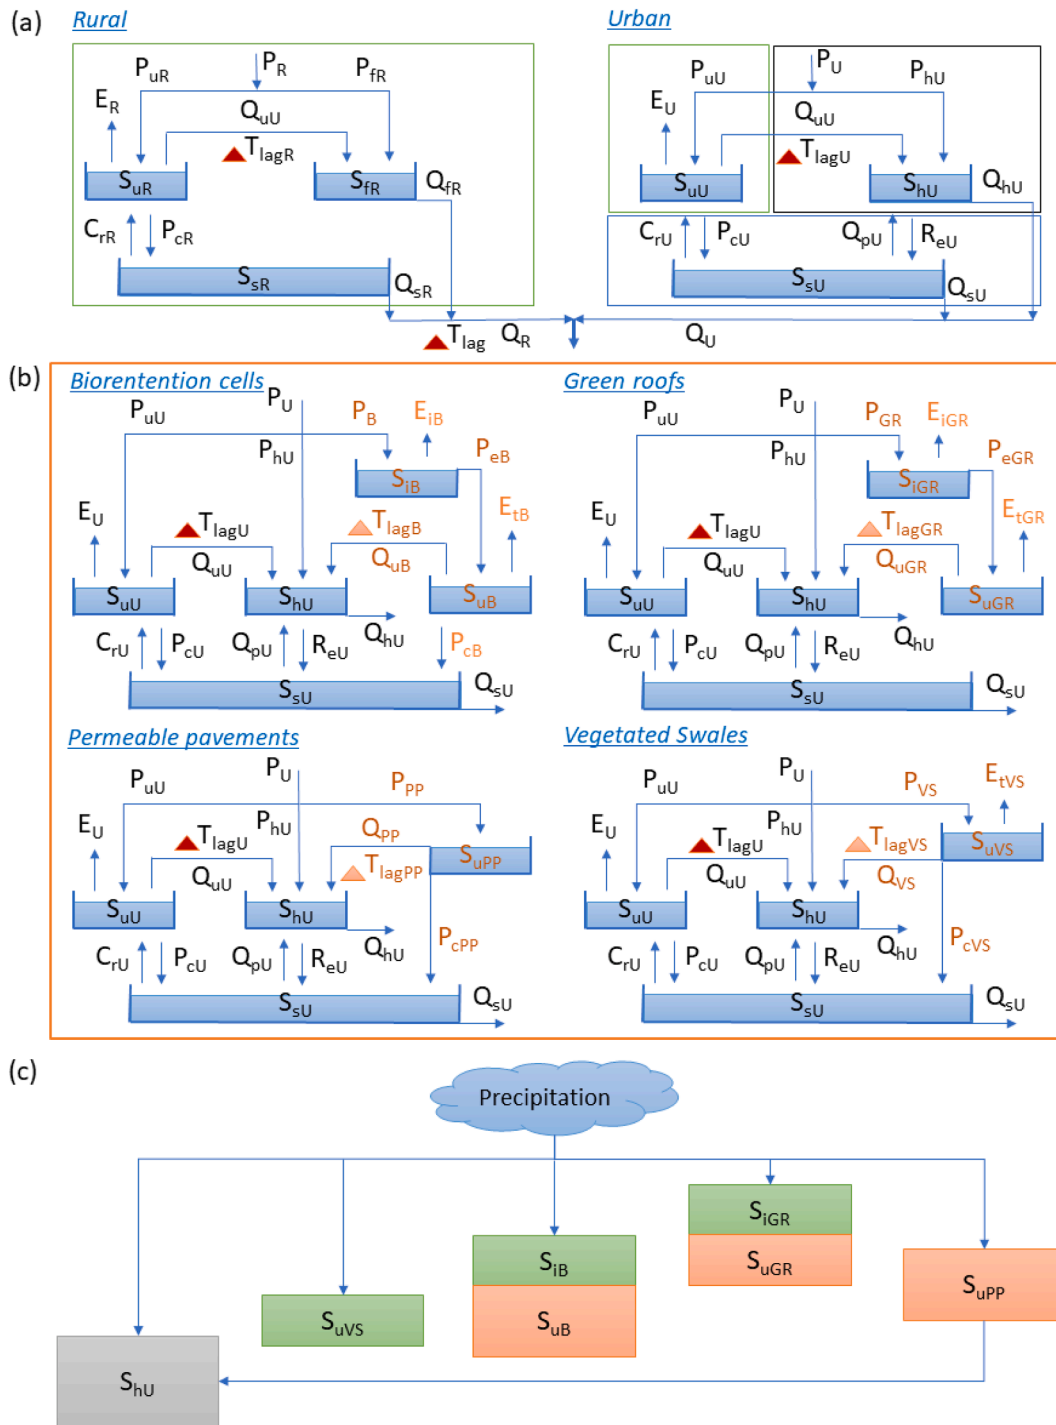 (a)
Rural
Urban
P_R
P_uR
P_fR
E_R
Q_uU
T_lagR
S_uR
S_fR
Q_fR
C_rR
P_cR
S_sR
Q_sR
P_U
P_uU
P_hU
E_U
Q_uU
T_lagU
S_uU
S_hU
Q_hU
C_rU
P_cU
Q_pU
R_eU
S_sU
Q_sU
T_lag
Q_R
Q_U
(b)
Biorentention cells
P_U
P_uU
P_B
E_iB
P_hU
P_eB
S_iB
E_U
T_lagU
T_lagB
E_tB
Q_uU
Q_uB
S_uU
S_hU
S_uB
Q_hU
C_rU
P_cU
Q_pU
R_eU
P_cB
S_sU
Q_sU
Green roofs
P_U
P_uU
P_GR
E_iGR
P_hU
P_eGR
S_iGR
E_U
T_lagU
T_lagGR
E_tGR
Q_uU
Q_uGR
S_uU
S_hU
S_uGR
Q_hU
C_rU
P_cU
Q_pU
R_eU
S_sU
Q_sU
Permeable pavements
P_U
P_uU
P_PP
E_U
T_lagU
P_hU
Q_PP
S_uPP
T_lagPP
Q_uU
S_uU
S_hU
Q_hU
P_cPP
C_rU
P_cU
Q_pU
R_eU
S_sU
Q_sU
Vegetated Swales
P_U
P_uU
P_VS
E_tVS
E_U
T_lagU
P_hU
T_lagVS
S_uVS
Q_uU
Q_VS
S_uU
S_hU
Q_hU
P_cVS
C_rU
P_cU
Q_pU
R_eU
S_sU
Q_sU
(c)
Precipitation
S_iGR
S_iB
S_uGR
S_uPP
S_uVS
S_uB
S_hU